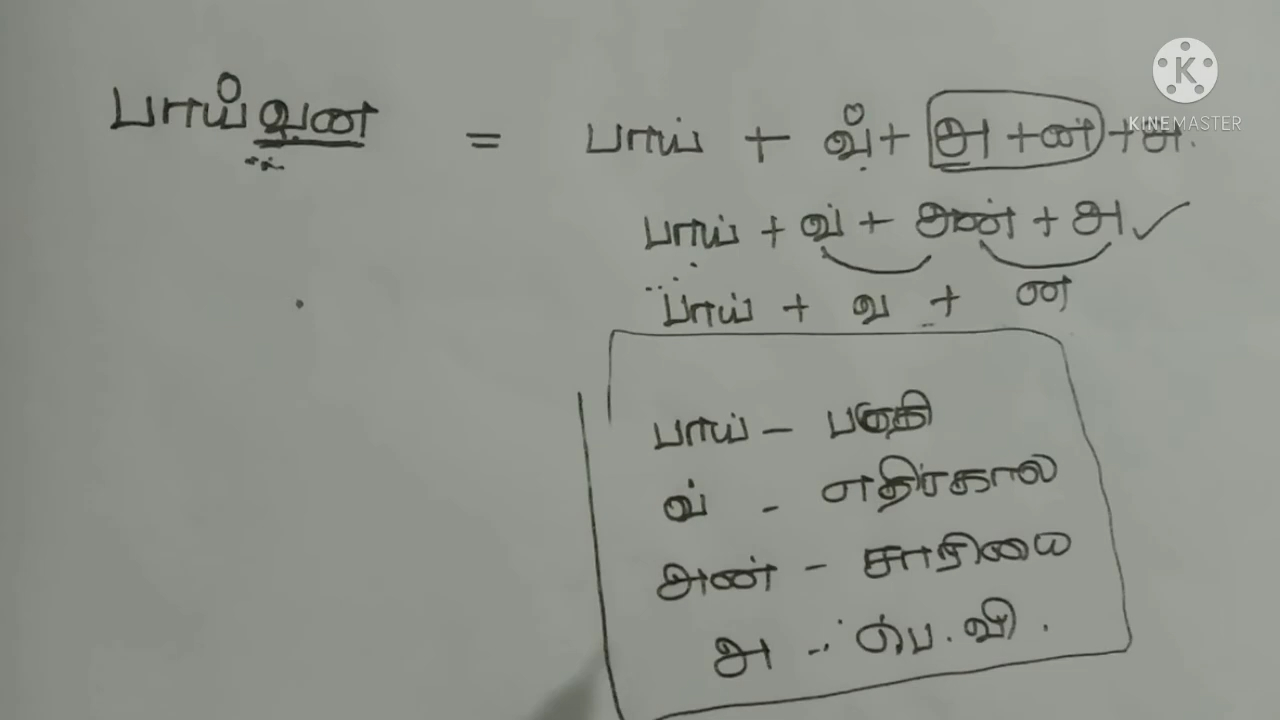 பாய்வன = பாய் + வ் + அ + ன் + அ.
பாய் + வ் + அன் + அ ✓
பாய் + வ + ன
பாய் – பகுதி
வ் - எதிர்கால
அன் – சாரியை
அ - பெ. வி.
K
KINEMASTER